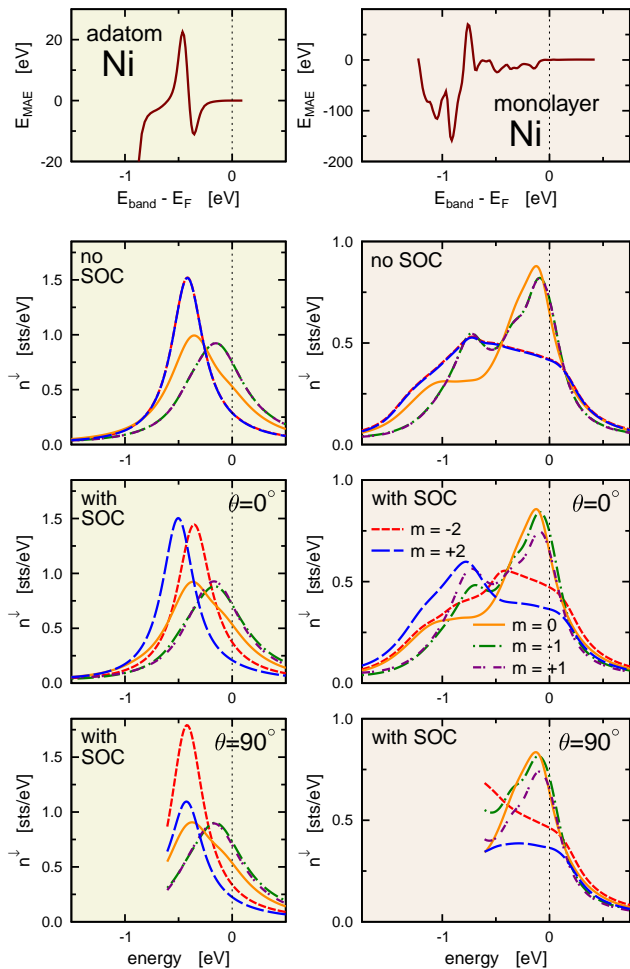 adatom
Ni
20
0
-20
E_MAE [eV]
-1
0
E_band - E_F [eV]
monolayer
Ni
0
-100
-200
E_MAE [eV]
-1
0
E_band - E_F [eV]
no
SOC
1.5
1.0
0.5
0.0
n↓ [sts/eV]
-1
0
no SOC
1.0
0.5
0.0
n↓ [sts/eV]
-1
0
with
SOC
θ=0°
1.5
1.0
0.5
0.0
n↓ [sts/eV]
-1
0
with SOC
θ=0°
m = -2
m = +2
m = 0
m = -1
m = +1
1.0
0.5
0.0
n↓ [sts/eV]
-1
0
with
SOC
θ=90°
1.5
1.0
0.5
0.0
n↓ [sts/eV]
-1
0
energy [eV]
with SOC
θ=90°
1.0
0.5
0.0
n↓ [sts/eV]
-1
0
energy [eV]